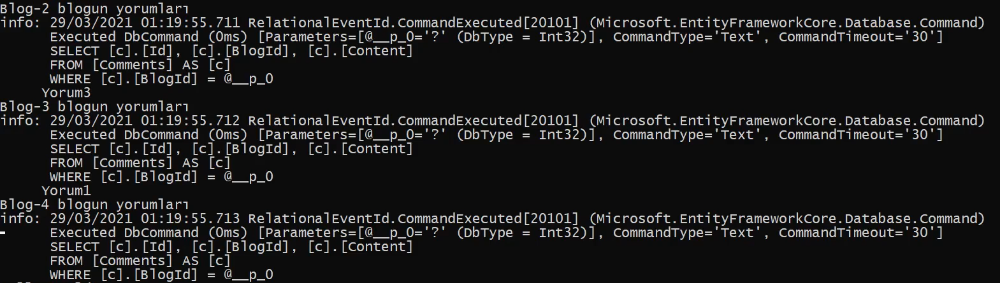 Blog-2 blogun yorumları
info: 29/03/2021 01:19:55.711 RelationalEventId.CommandExecuted[20101] (Microsoft.EntityFrameworkCore.Database.Command)
Executed DbCommand (0ms) [Parameters=[@__p_0='?' (DbType = Int32)], CommandType='Text', CommandTimeout='30']
SELECT [c].[Id], [c].[BlogId], [c].[Content]
FROM [Comments] AS [c]
WHERE [c].[BlogId] = @__p_0
Yorum3
Blog-3 blogun yorumları
info: 29/03/2021 01:19:55.712 RelationalEventId.CommandExecuted[20101] (Microsoft.EntityFrameworkCore.Database.Command)
Executed DbCommand (0ms) [Parameters=[@__p_0='?' (DbType = Int32)], CommandType='Text', CommandTimeout='30']
SELECT [c].[Id], [c].[BlogId], [c].[Content]
FROM [Comments] AS [c]
WHERE [c].[BlogId] = @__p_0
Yorum1
Blog-4 blogun yorumları
info: 29/03/2021 01:19:55.713 RelationalEventId.CommandExecuted[20101] (Microsoft.EntityFrameworkCore.Database.Command)
Executed DbCommand (0ms) [Parameters=[@__p_0='?' (DbType = Int32)], CommandType='Text', CommandTimeout='30']
SELECT [c].[Id], [c].[BlogId], [c].[Content]
FROM [Comments] AS [c]
WHERE [c].[BlogId] = @__p_0